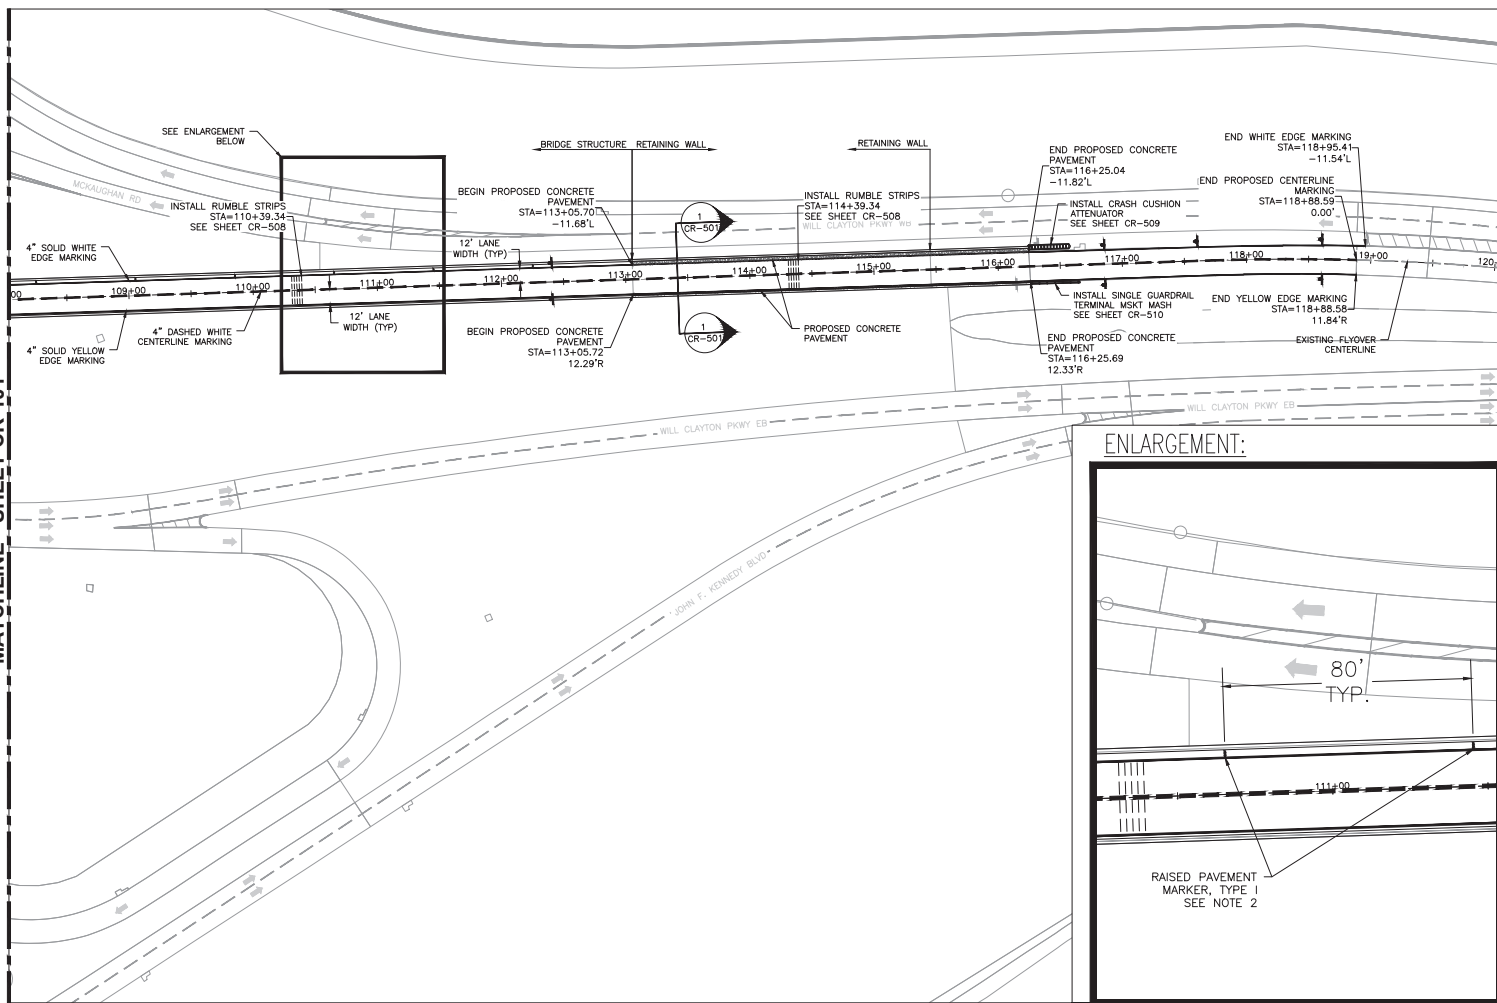 SEE ENLARGEMENT
BELOW
MCKAUGHAN RD
INSTALL RUMBLE STRIPS
STA=110+39.34
SEE SHEET CR-508
4" SOLID WHITE
EDGE MARKING
4" SOLID YELLOW
EDGE MARKING
4" DASHED WHITE
CENTERLINE MARKING
12' LANE
WIDTH (TYP)
12' LANE
WIDTH (TYP)
BEGIN PROPOSED CONCRETE
PAVEMENT
STA=113+05.70
-11.68'L
BRIDGE STRUCTURE
RETAINING WALL
1
CR-501
INSTALL RUMBLE STRIPS
STA=114+39.34
SEE SHEET CR-508
WILL CLAYTON PKWY WB
RETAINING WALL
END PROPOSED CONCRETE
PAVEMENT
STA=116+25.04
-11.82'L
INSTALL CRASH CUSHION
ATTENUATOR
SEE SHEET CR-509
END WHITE EDGE MARKING
STA=118+95.41
-11.54'L
END PROPOSED CENTERLINE
MARKING
STA=118+88.59
0.00'
00
109+00
110+00
111+00
112+00
113+00
114+00
115+00
116+00
117+00
118+00
119+00
120
BEGIN PROPOSED CONCRETE
PAVEMENT
STA=113+05.72
12.29'R
1
CR-501
PROPOSED CONCRETE
PAVEMENT
INSTALL SINGLE GUARDRAIL
TERMINAL MSKT MASH
SEE SHEET CR-510
END PROPOSED CONCRETE
PAVEMENT
STA=116+25.69
12.33'R
END YELLOW EDGE MARKING
STA=118+88.58
11.84'R
EXISTING FLYOVER
CENTERLINE
WILL CLAYTON PKWY EB
WILL CLAYTON PKWY EB
JOHN F. KENNEDY BLVD
ENLARGEMENT:
80'
TYP.
111+00
RAISED PAVEMENT
MARKER, TYPE I
SEE NOTE 2